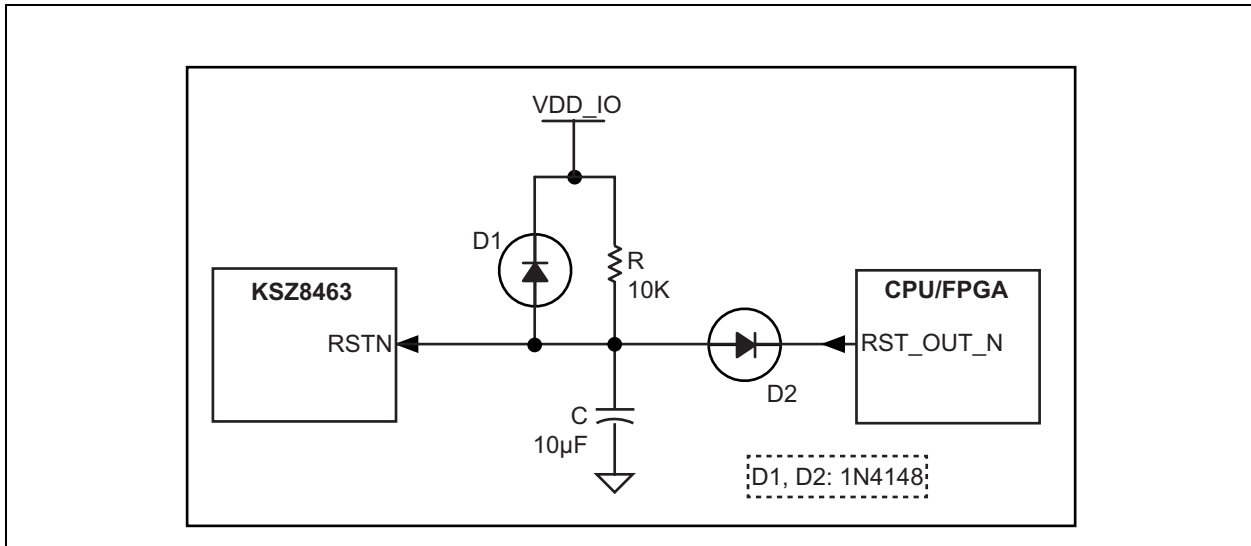 VDD_IO
D1
R
10K
KSZ8463
RSTN
CPU/FPGA
RST_OUT_N
D2
C
10µF
D1, D2: 1N4148